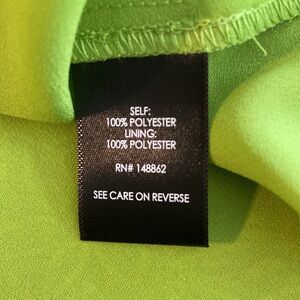 SELF:
100% POLYESTER
LINING:
100% POLYESTER
RN# 148862
SEE CARE ON REVERSE